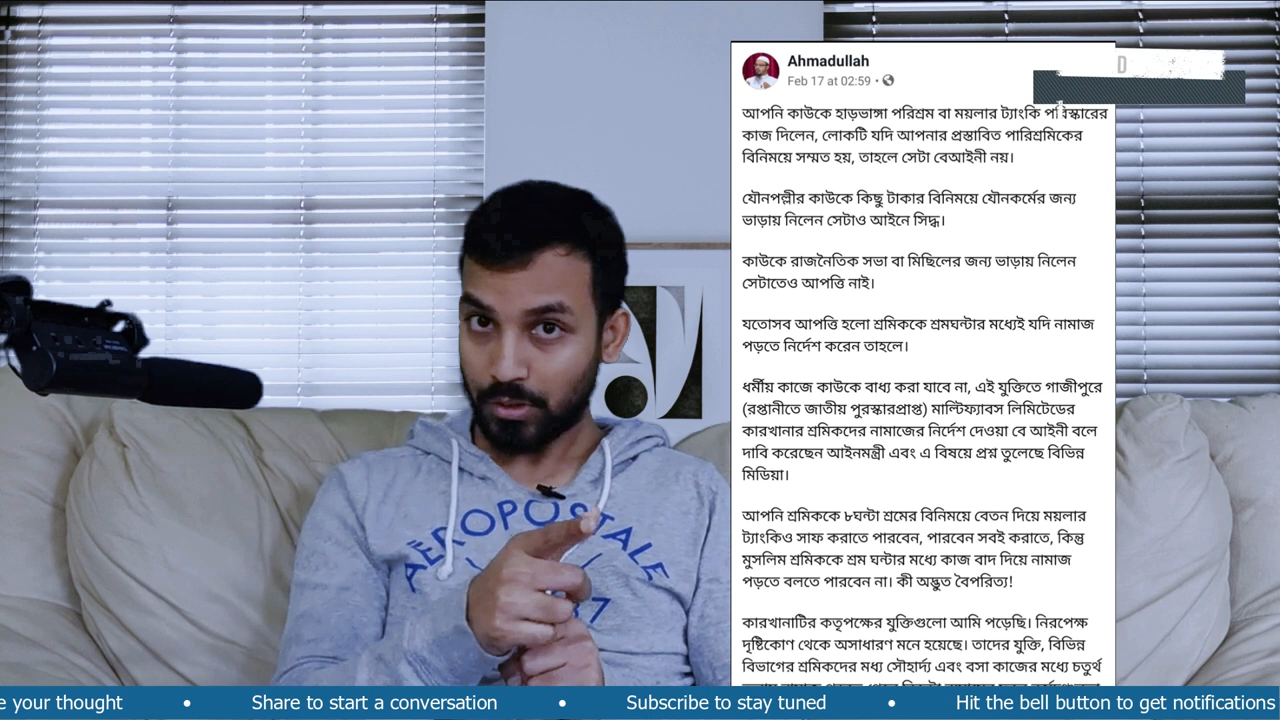 Ahmadullah
Feb 17 at 02:59
D
আপনি কাউকে হাড়ভাঙ্গা পরিশ্রম বা ময়লার ট্যাংকি পরিস্কারের
কাজ দিলেন, লোকটি যদি আপনার প্রস্তাবিত পারিশ্রমিকের
বিনিময়ে সম্মত হয়, তাহলে সেটা বেআইনী নয়।
যৌনপল্লীর কাউকে কিছু টাকার বিনিময়ে যৌনকর্মের জন্য
ভাড়ায় নিলেন সেটাও আইনে সিদ্ধ।
কাউকে রাজনৈতিক সভা বা মিছিলের জন্য ভাড়ায় নিলেন
সেটাতেও আপত্তি নাই।
যতোসব আপত্তি হলো শ্রমিককে শ্রমঘন্টার মধ্যেই যদি নামাজ
পড়তে নির্দেশ করেন তাহলে।
ধর্মীয় কাজে কাউকে বাধ্য করা যাবে না, এই যুক্তিতে গাজীপুরে
(রপ্তানীতে জাতীয় পুরস্কারপ্রাপ্ত) মাল্টিফ্যাবস লিমিটেডের
কারখানার শ্রমিকদের নামাজের নির্দেশ দেওয়া বে আইনী বলে
দাবি করেছেন আইনমন্ত্রী এবং এ বিষয়ে প্রশ্ন তুলেছে বিভিন্ন
মিডিয়া।
আপনি শ্রমিককে ৮ঘন্টা শ্রমের বিনিময়ে বেতন দিয়ে ময়লার
ট্যাংকিও সাফ করাতে পারবেন, পারবেন সবই করাতে, কিন্তু
মুসলিম শ্রমিককে শ্রম ঘন্টার মধ্যে কাজ বাদ দিয়ে নামাজ
পড়তে বলতে পারবেন না। কী অদ্ভুত বৈপরিত্য!
কারখানাটির কতৃপক্ষের যুক্তিগুলো আমি পড়েছি। নিরপেক্ষ
দৃষ্টিকোণ থেকে অসাধারণ মনে হয়েছে। তাদের যুক্তি, বিভিন্ন
বিভাগের শ্রমিকদের মধ্য সৌহার্দ্য এবং বসা কাজের মধ্যে চতুর্থ
AËROPOSTALE
87
e your thought • Share to start a conversation • Subscribe to stay tuned • Hit the bell button to get notifications